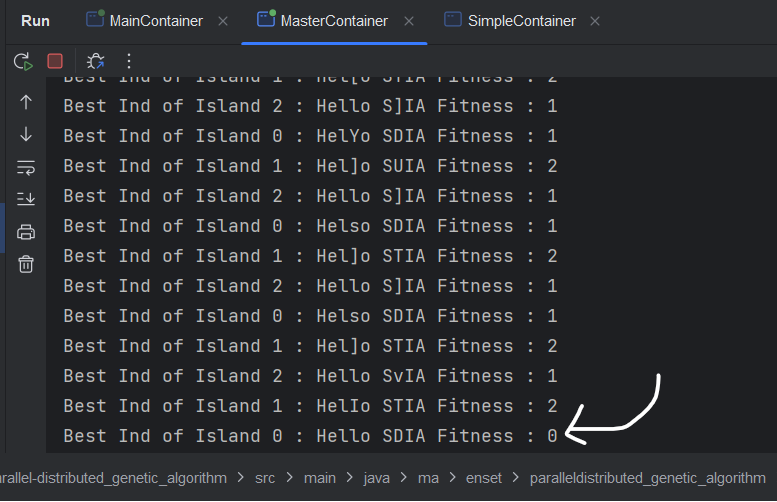 Run MainContainer MasterContainer SimpleContainer
Best Ind of Island 1 : Hel[o STIA Fitness : 2
Best Ind of Island 2 : Hello S]IA Fitness : 1
Best Ind of Island 0 : HelYo SDIA Fitness : 1
Best Ind of Island 1 : Hel]o SUIA Fitness : 2
Best Ind of Island 2 : Hello S]IA Fitness : 1
Best Ind of Island 0 : Helso SDIA Fitness : 1
Best Ind of Island 1 : Hel]o STIA Fitness : 2
Best Ind of Island 2 : Hello S]IA Fitness : 1
Best Ind of Island 0 : Helso SDIA Fitness : 1
Best Ind of Island 1 : Hel]o STIA Fitness : 2
Best Ind of Island 2 : Hello SvIA Fitness : 1
Best Ind of Island 1 : HelIo STIA Fitness : 2
Best Ind of Island 0 : Hello SDIA Fitness : 0
arallel-distributed_genetic_algorithm > src > main > java > ma > enset > paralleldistributed_genetic_algorithm